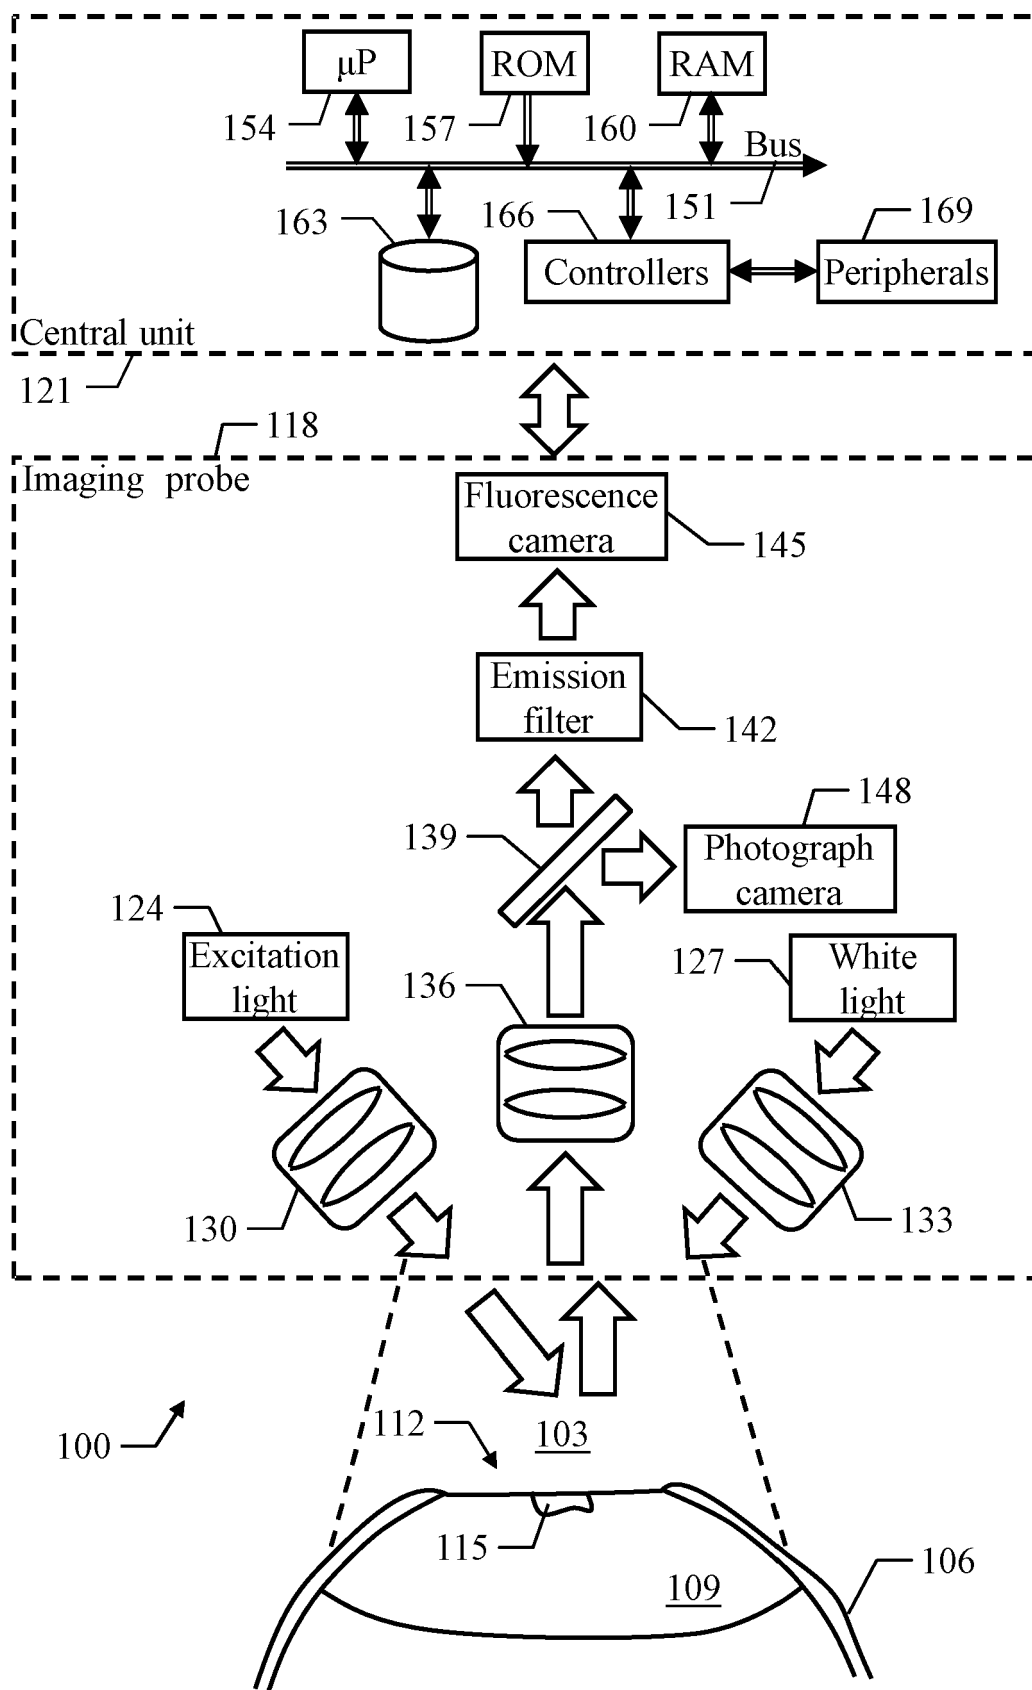 μP
ROM
RAM
154
157
160
Bus
151
163
166
169
Controllers
Peripherals
Central unit
121
118
Imaging probe
Fluorescence
camera
145
Emission
filter
142
148
139
Photograph
camera
124
Excitation
light
136
127
White
light
130
133
112
103
100
115
109
106